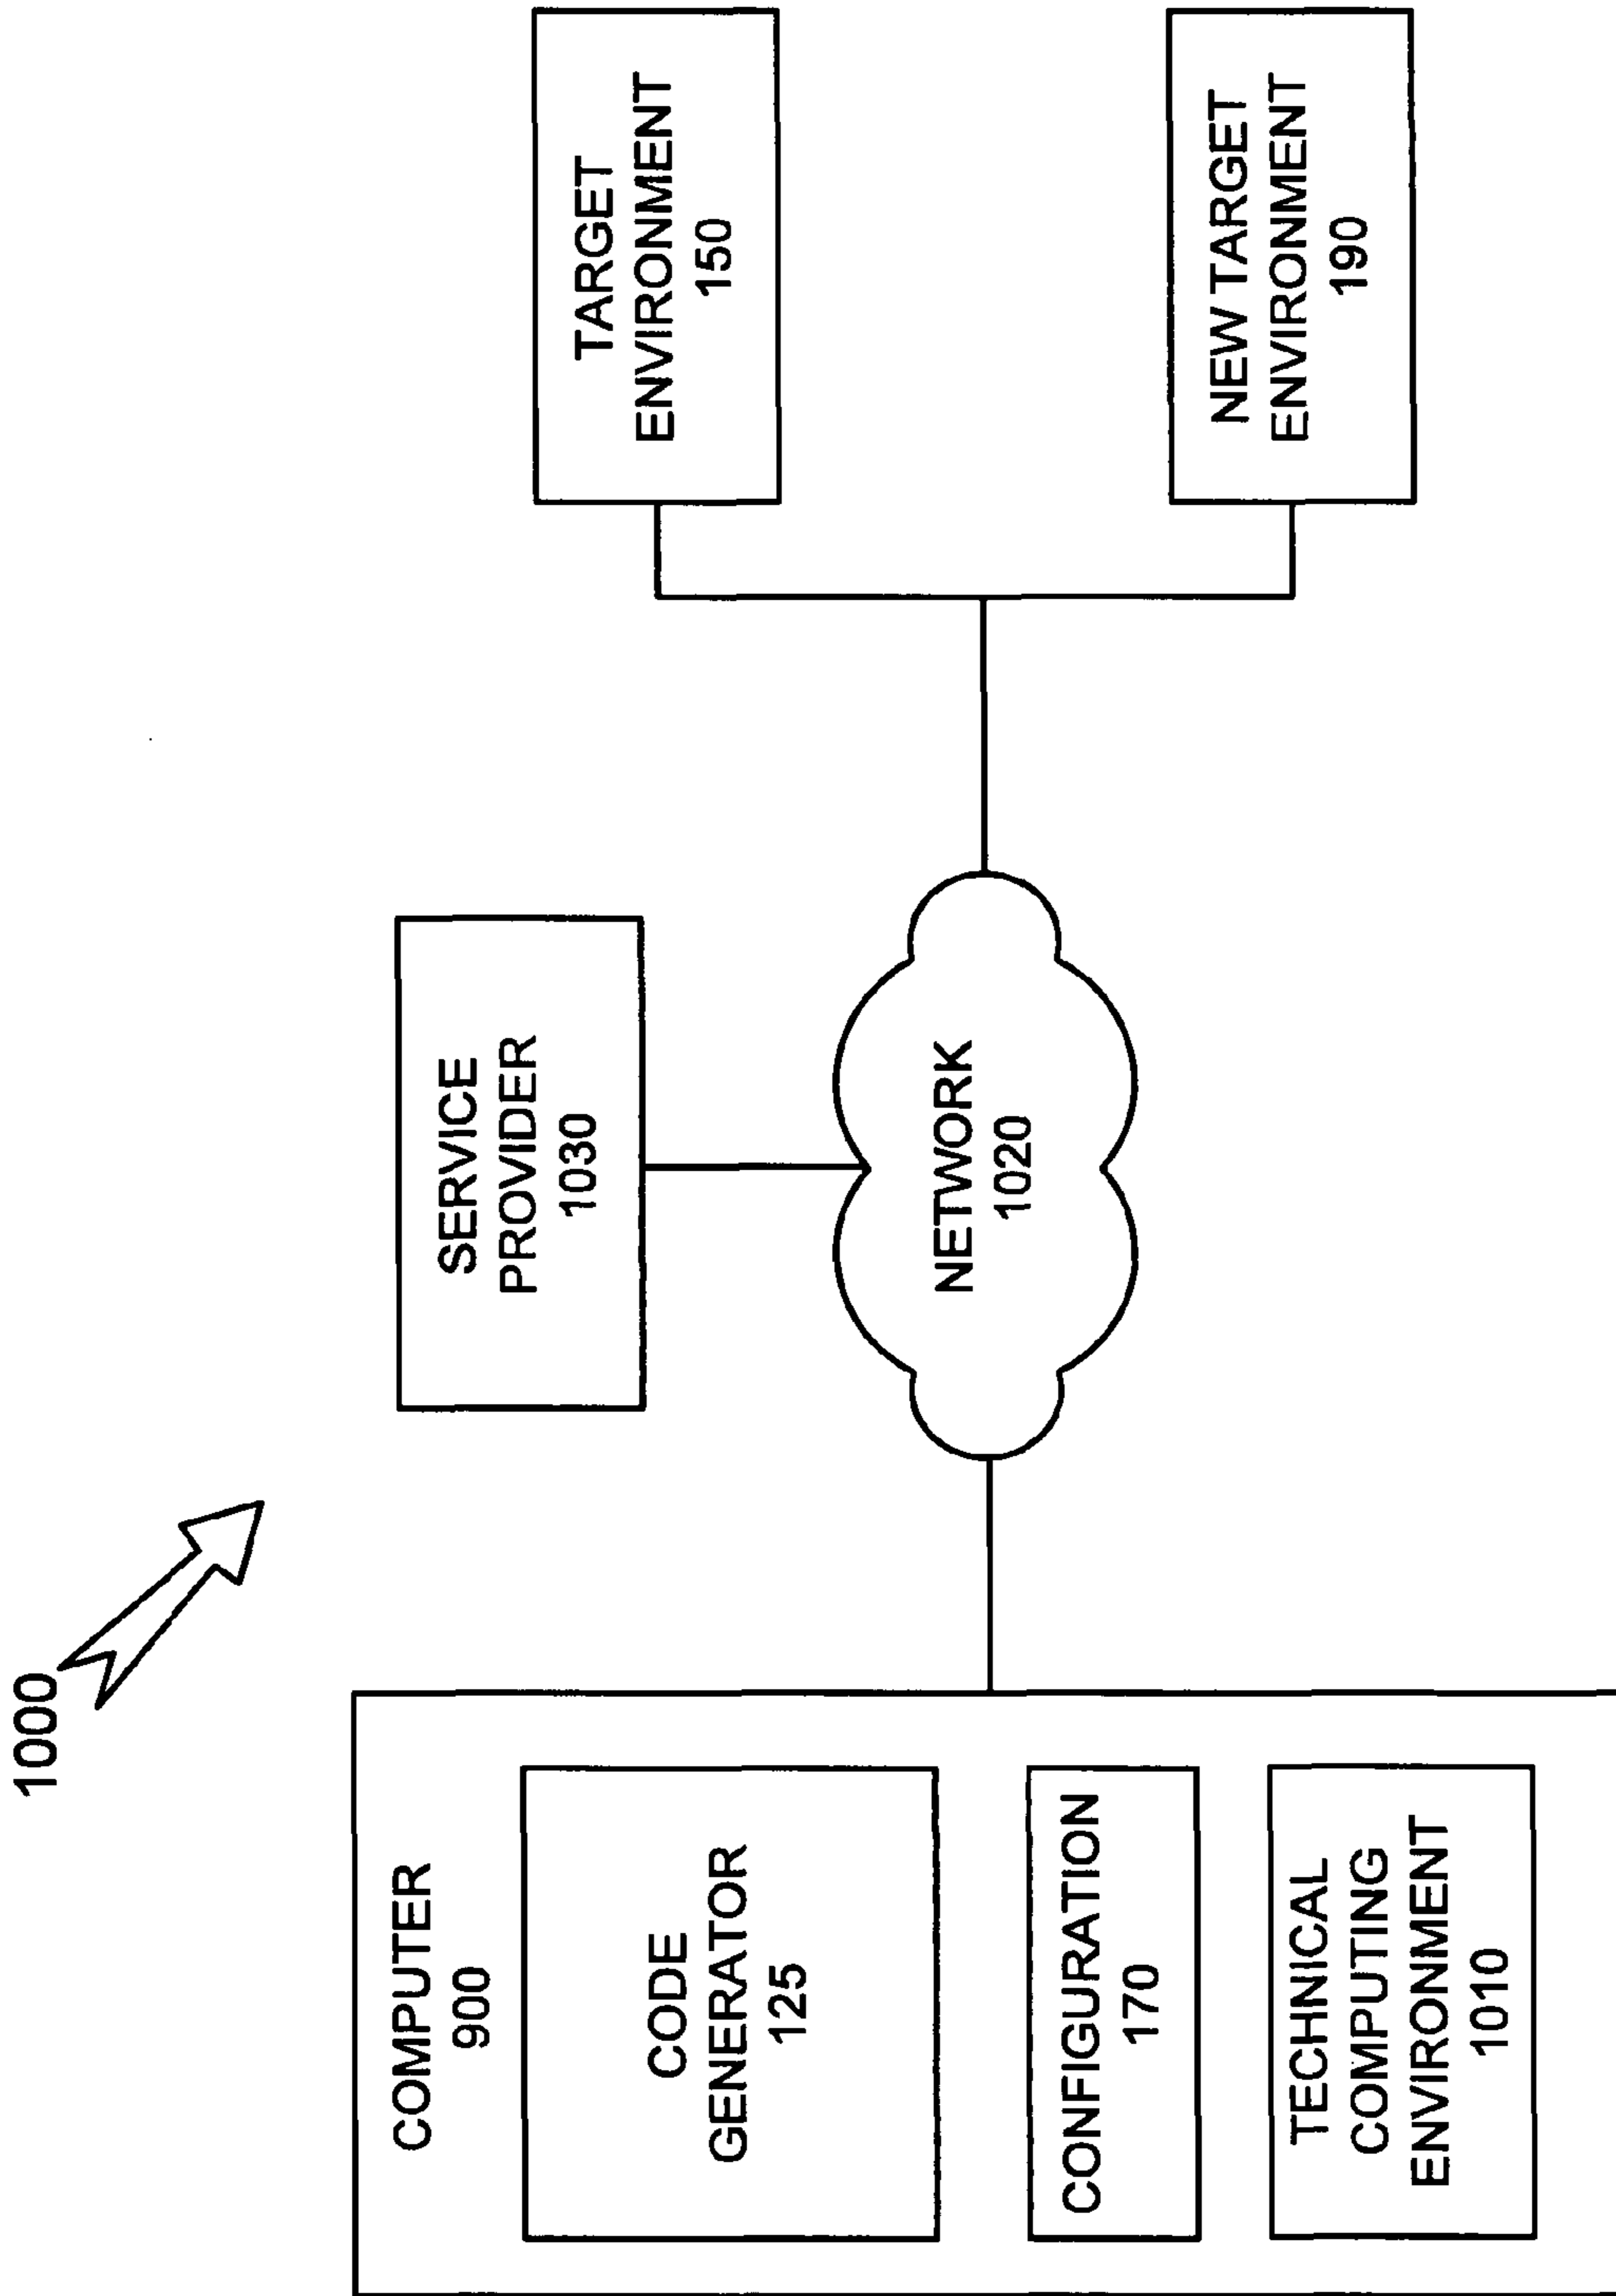 1000
COMPUTER
900
CODE
GENERATOR
125
CONFIGURATION
170
TECHNICAL
COMPUTING
ENVIRONMENT
1010
SERVICE
PROVIDER
1030
NETWORK
1020
TARGET
ENVIRONMENT
150
NEW TARGET
ENVIRONMENT
190